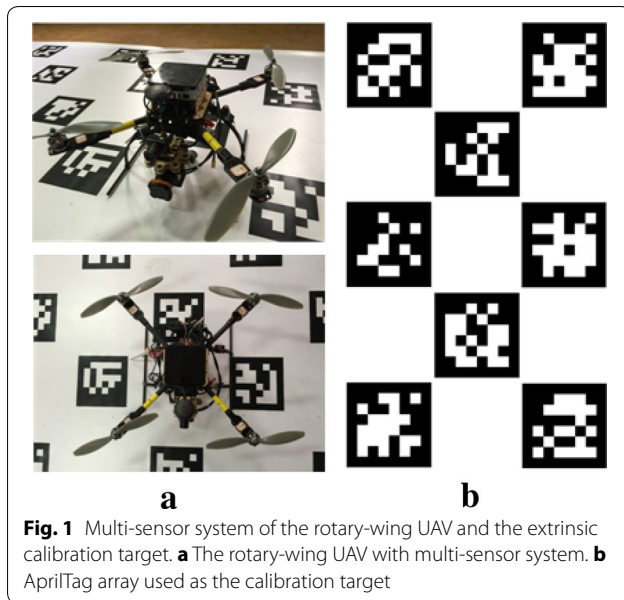 a
b
Fig. 1 Multi-sensor system of the rotary-wing UAV and the extrinsic
calibration target. a The rotary-wing UAV with multi-sensor system. b
AprilTag array used as the calibration target